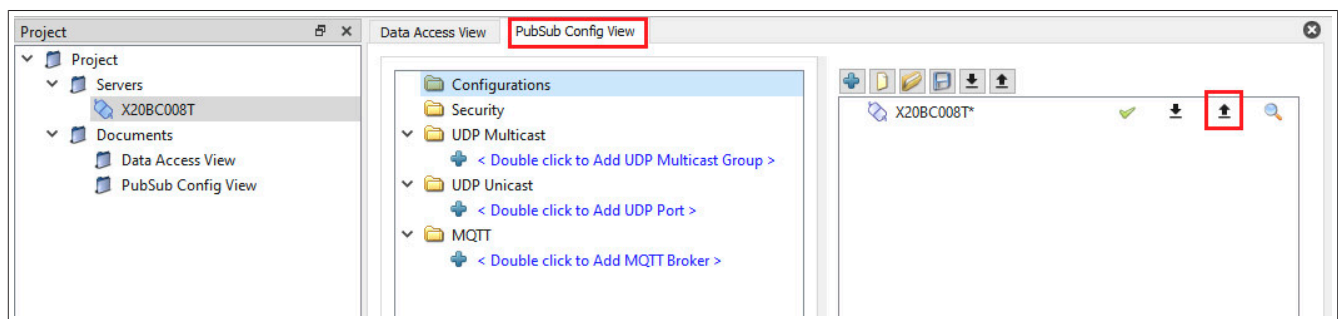 Project
Data Access View
PubSub Config View
Project
Servers
X20BC008T
Documents
Data Access View
PubSub Config View
Configurations
Security
UDP Multicast
< Double click to Add UDP Multicast Group >
UDP Unicast
< Double click to Add UDP Port >
MQTT
< Double click to Add MQTT Broker >
X20BC008T*